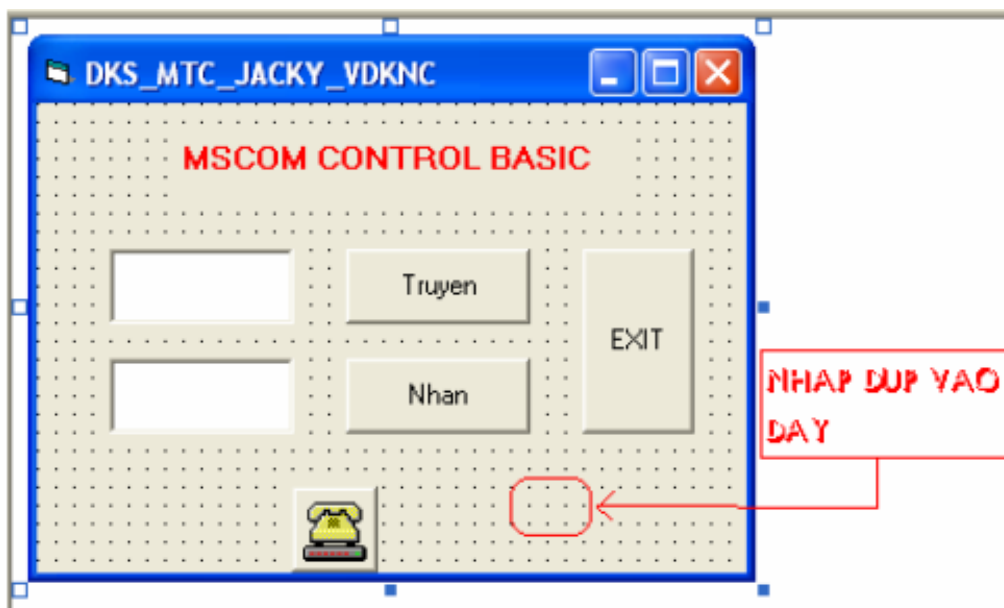 DKS_MTC_JACKY_VDKNC
MSCOM CONTROL BASIC
Truyen
EXIT
Nhan
NHAP DUP VAO
DAY